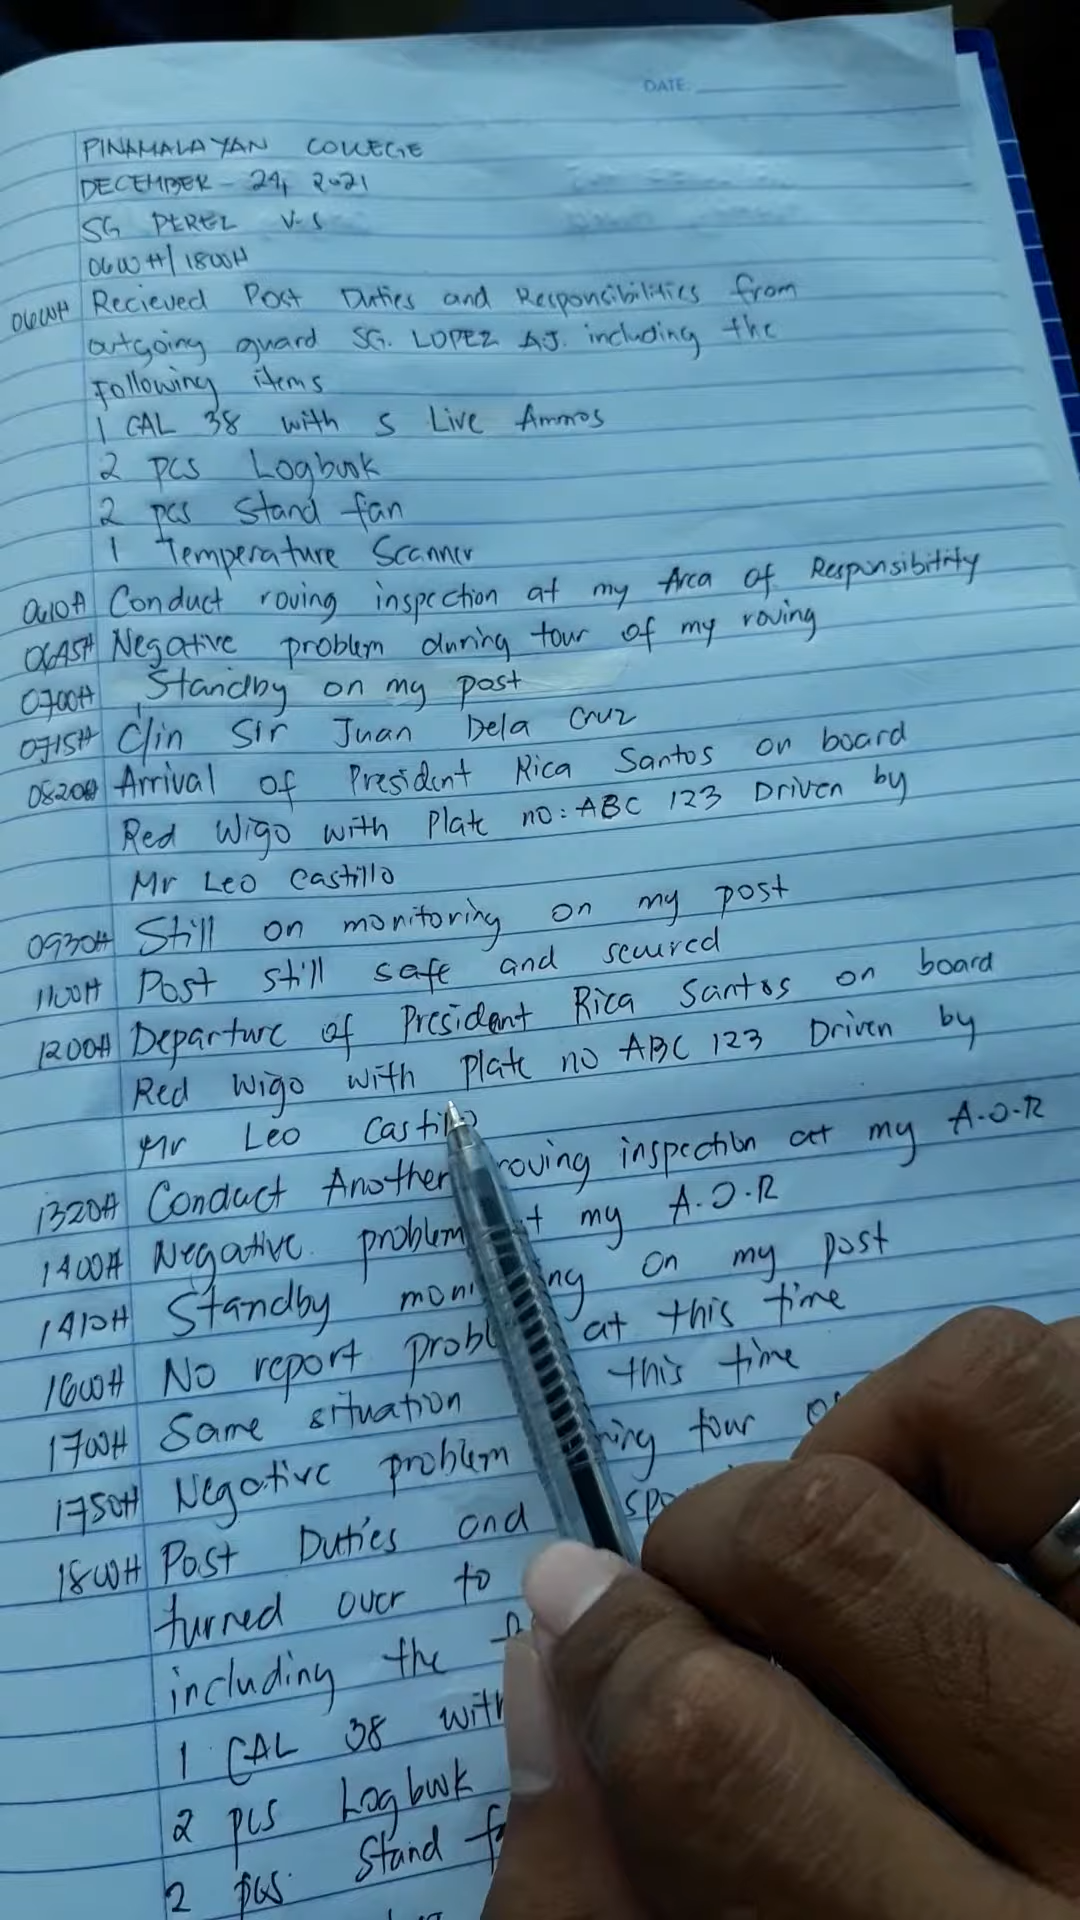 DATE:
PINAMALAYAN COLLEGE
DECEMBER - 24, 2021
SG PEREZ V.S
0600H/1800H
0600H Recieved Post Duties and Responsibilities from
outgoing guard SG. LOPEZ A.J. including the
Following items
1 CAL 38 with 5 Live Ammos
2 pcs Logbook
2 pcs Stand fan
1 Temperature Scanner
0610H Conduct roving inspection at my Area Of Responsibitity
0645H Negative problem during tour of my roving
0700H Standby on my post
0715H C/in Sir Juan Dela Cruz
0820H Arrival of President Rica Santos on board
Red Wigo with Plate no: ABC 123 Driven by
Mr Leo Castillo
0930H Still on monitoring on my post
1100H Post still safe and secured
1200H Departure of President Rica Santos on board
Red Wigo with Plate no ABC 123 Driven by
Mr Leo Castillo
1320H Conduct Another roving inspection at my A.O.R
1400H Negative problem my A.O.R
1410H Standby on my post
1600H No report at this time
1700H Same situation this time
1750H Negative problem tour
1800H Post Duties and
turned over to
including the
1 CAL 38 with
2 pcs Logbook
2 pcs Stand